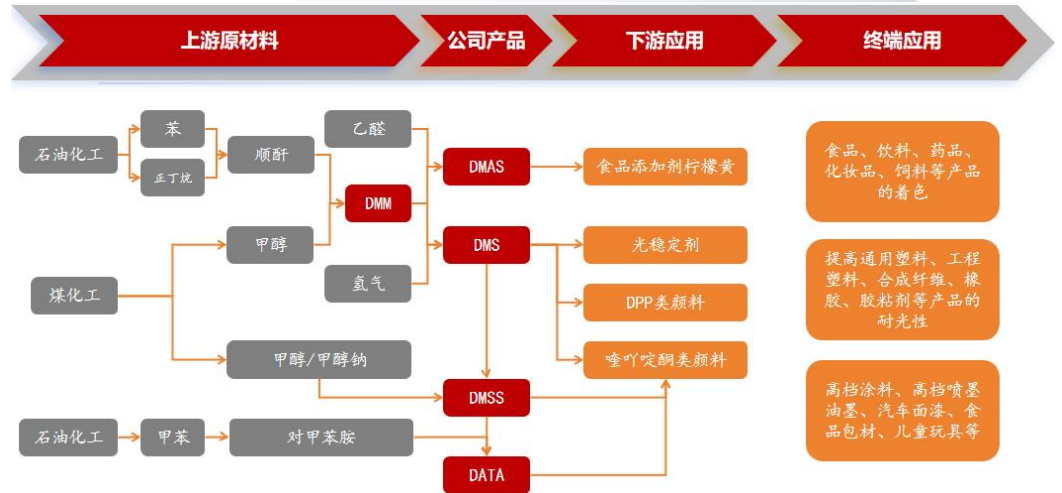 上游原材料
公司产品
下游应用
终端应用
石油化工
苯
正丁烷
顺酐
乙醛
DMM
DMAS
食品添加剂柠檬黄
食品、饮料、药品、
化妆品、饲料等产品
的着色
煤化工
甲醇
氢气
DMS
光稳定剂
DPP类颜料
喹吖啶酮类颜料
提高通用塑料、工程
塑料、合成纤维、橡
胶、胶粘剂等产品的
耐光性
甲醇/甲醇钠
DMSS
石油化工
甲苯
对甲苯胺
DATA
高档涂料、高档喷墨
油墨、汽车面漆、食
品包材、儿童玩具等